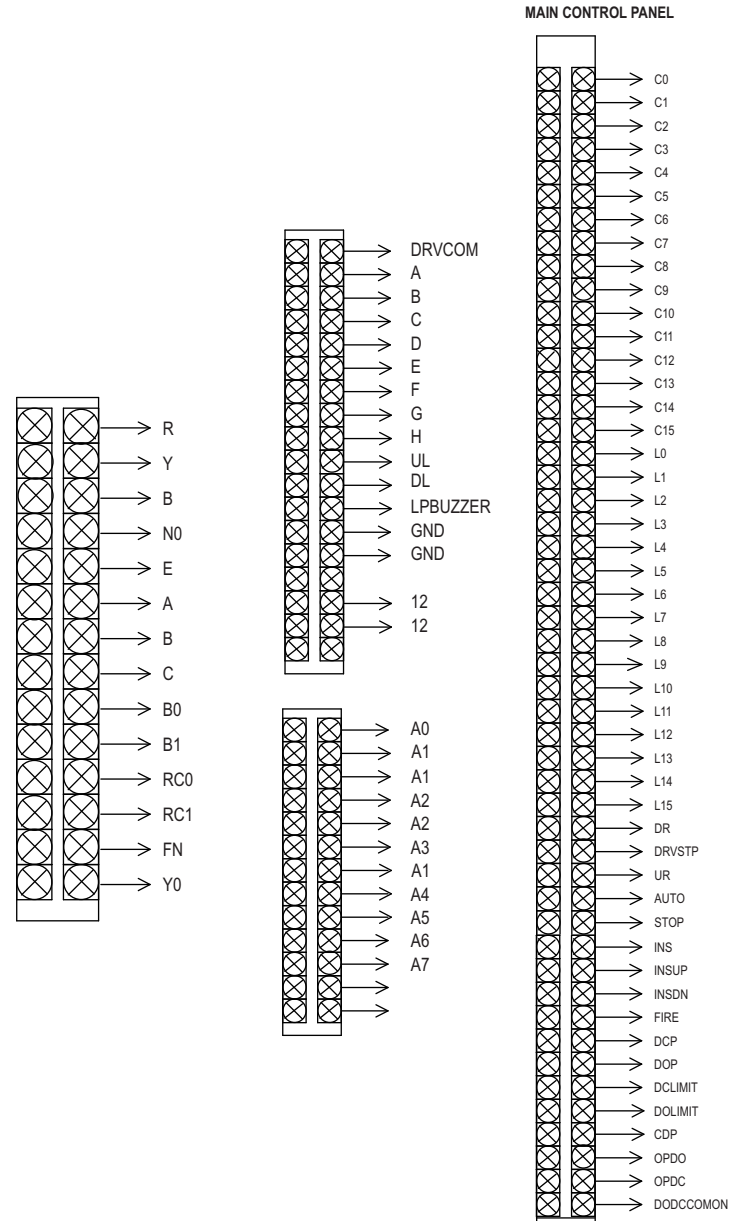 MAIN CONTROL PANEL
R
Y
B
N0
E
A
B
C
B0
B1
RC0
RC1
FN
Y0
DRVCOM
A
B
C
D
E
F
G
H
UL
DL
LPBUZZER
GND
GND
12
12
A0
A1
A1
A2
A2
A3
A1
A4
A5
A6
A7
C0
C1
C2
C3
C4
C5
C6
C7
C8
C9
C10
C11
C12
C13
C14
C15
L0
L1
L2
L3
L4
L5
L6
L7
L8
L9
L10
L11
L12
L13
L14
L15
DR
DRVSTP
UR
AUTO
STOP
INS
INSUP
INSDN
FIRE
DCP
DOP
DCLIMIT
DOLIMIT
CDP
OPDO
OPDC
DODCCOMON